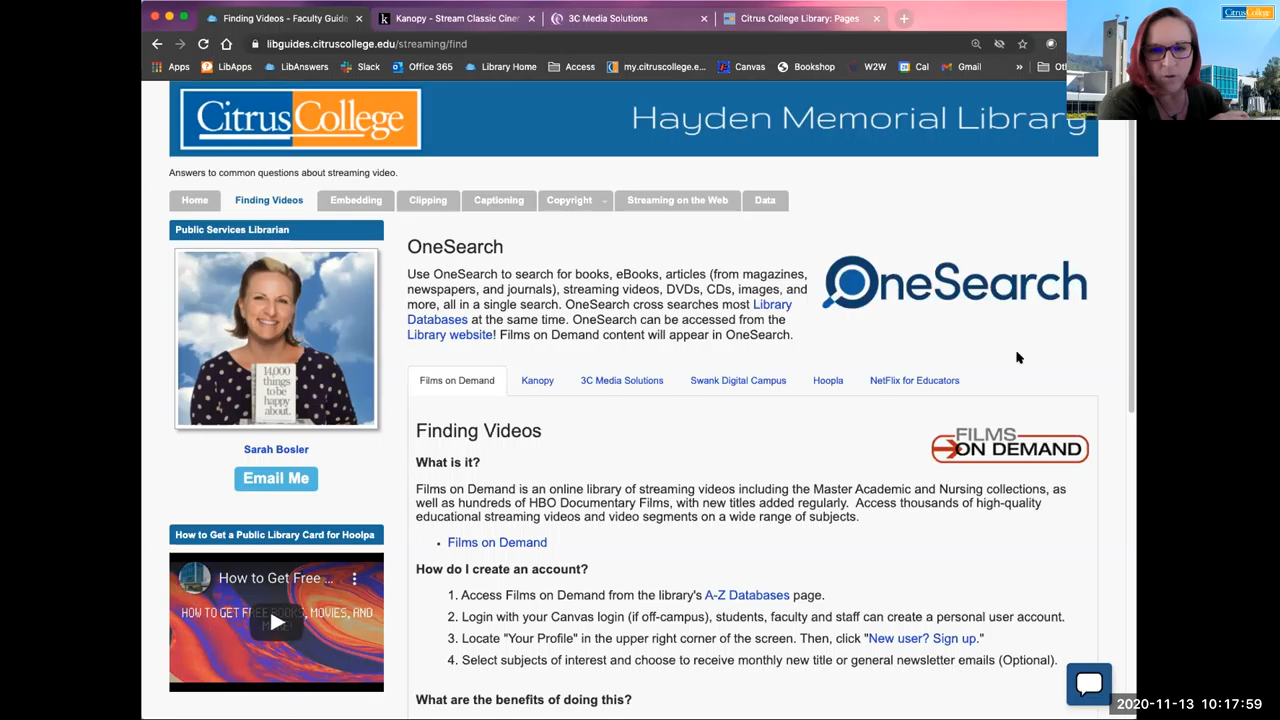 Finding Videos - Faculty Guide
Kanopy - Stream Classic Cinem
3C Media Solutions
Citrus College Library: Pages
CitrusCollege
libguides.citruscollege.edu/streaming/find
Apps LibApps LibAnswers Slack Office 365 Library Home Access my.citruscollege.e... Canvas Bookshop W2W Cal Gmail » Ot
CitrusCollege
Hayden Memorial Library
Answers to common questions about streaming video.
Home Finding Videos Embedding Clipping Captioning Copyright Streaming on the Web Data
Public Services Librarian
14,000
things to
be happy
about.
Sarah Bosler
Email Me
How to Get a Public Library Card for Hoolpa
How to Get Free ...
HOW TO GET FREE BOOKS, MOVIES, AND
OneSearch
Use OneSearch to search for books, eBooks, articles (from magazines,
newspapers, and journals), streaming videos, DVDs, CDs, images, and
more, all in a single search. OneSearch cross searches most Library
Databases at the same time. OneSearch can be accessed from the
Library website! Films on Demand content will appear in OneSearch.
OneSearch
Films on Demand Kanopy 3C Media Solutions Swank Digital Campus Hoopla NetFlix for Educators
Finding Videos
FILMS
ON DEMAND
What is it?
Films on Demand is an online library of streaming videos including the Master Academic and Nursing collections, as
well as hundreds of HBO Documentary Films, with new titles added regularly. Access thousands of high-quality
educational streaming videos and video segments on a wide range of subjects.
• Films on Demand
How do I create an account?
1. Access Films on Demand from the library's A-Z Databases page.
2. Login with your Canvas login (if off-campus), students, faculty and staff can create a personal user account.
3. Locate "Your Profile" in the upper right corner of the screen. Then, click "New user? Sign up."
4. Select subjects of interest and choose to receive monthly new title or general newsletter emails (Optional).
What are the benefits of doing this?
2020-11-13 10:17:59